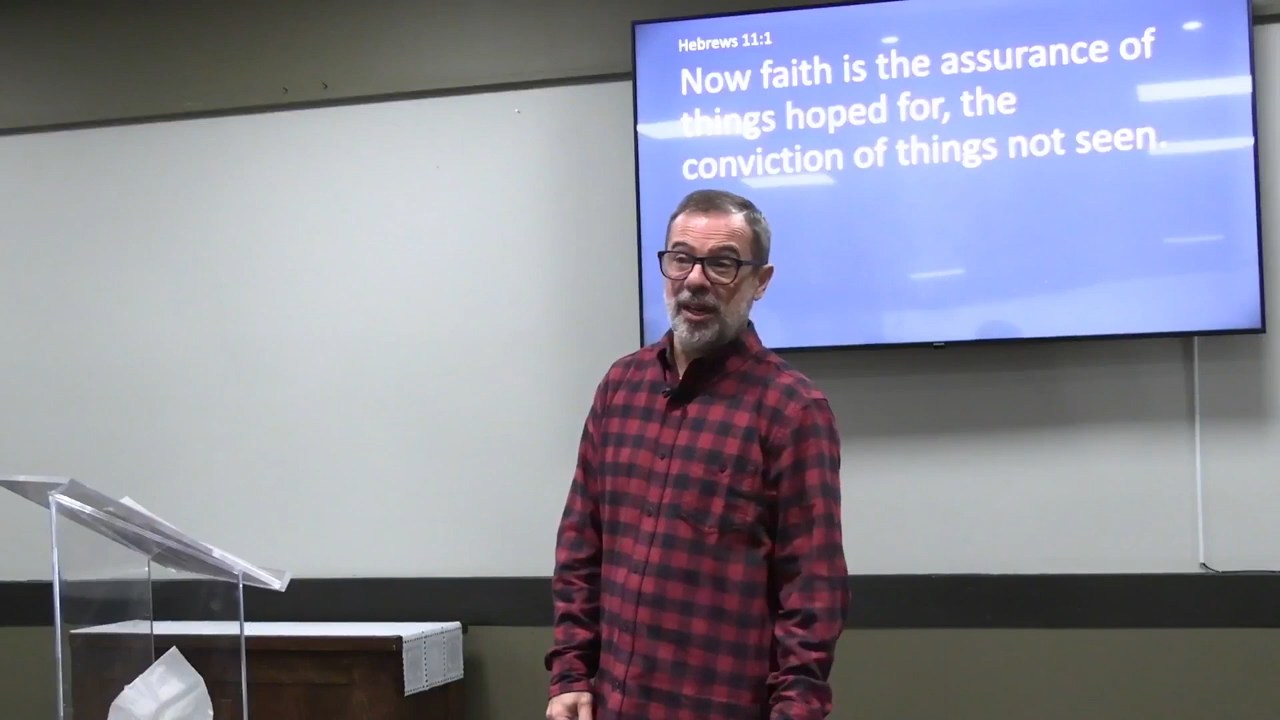 Hebrews 11:1
Now faith is the assurance of
things hoped for, the
conviction of things not seen.